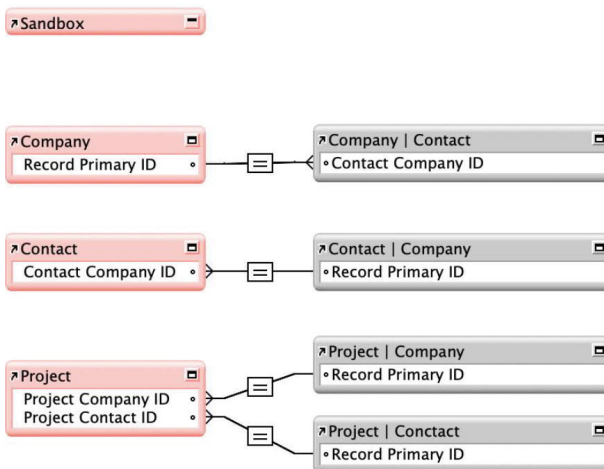 Sandbox
Company
Record Primary ID
=
Company | Contact
Contact Company ID
Contact
Contact Company ID
=
Contact | Company
Record Primary ID
Project
Project Company ID
Project Contact ID
=
=
Project | Company
Record Primary ID
Project | Conctact
Record Primary ID